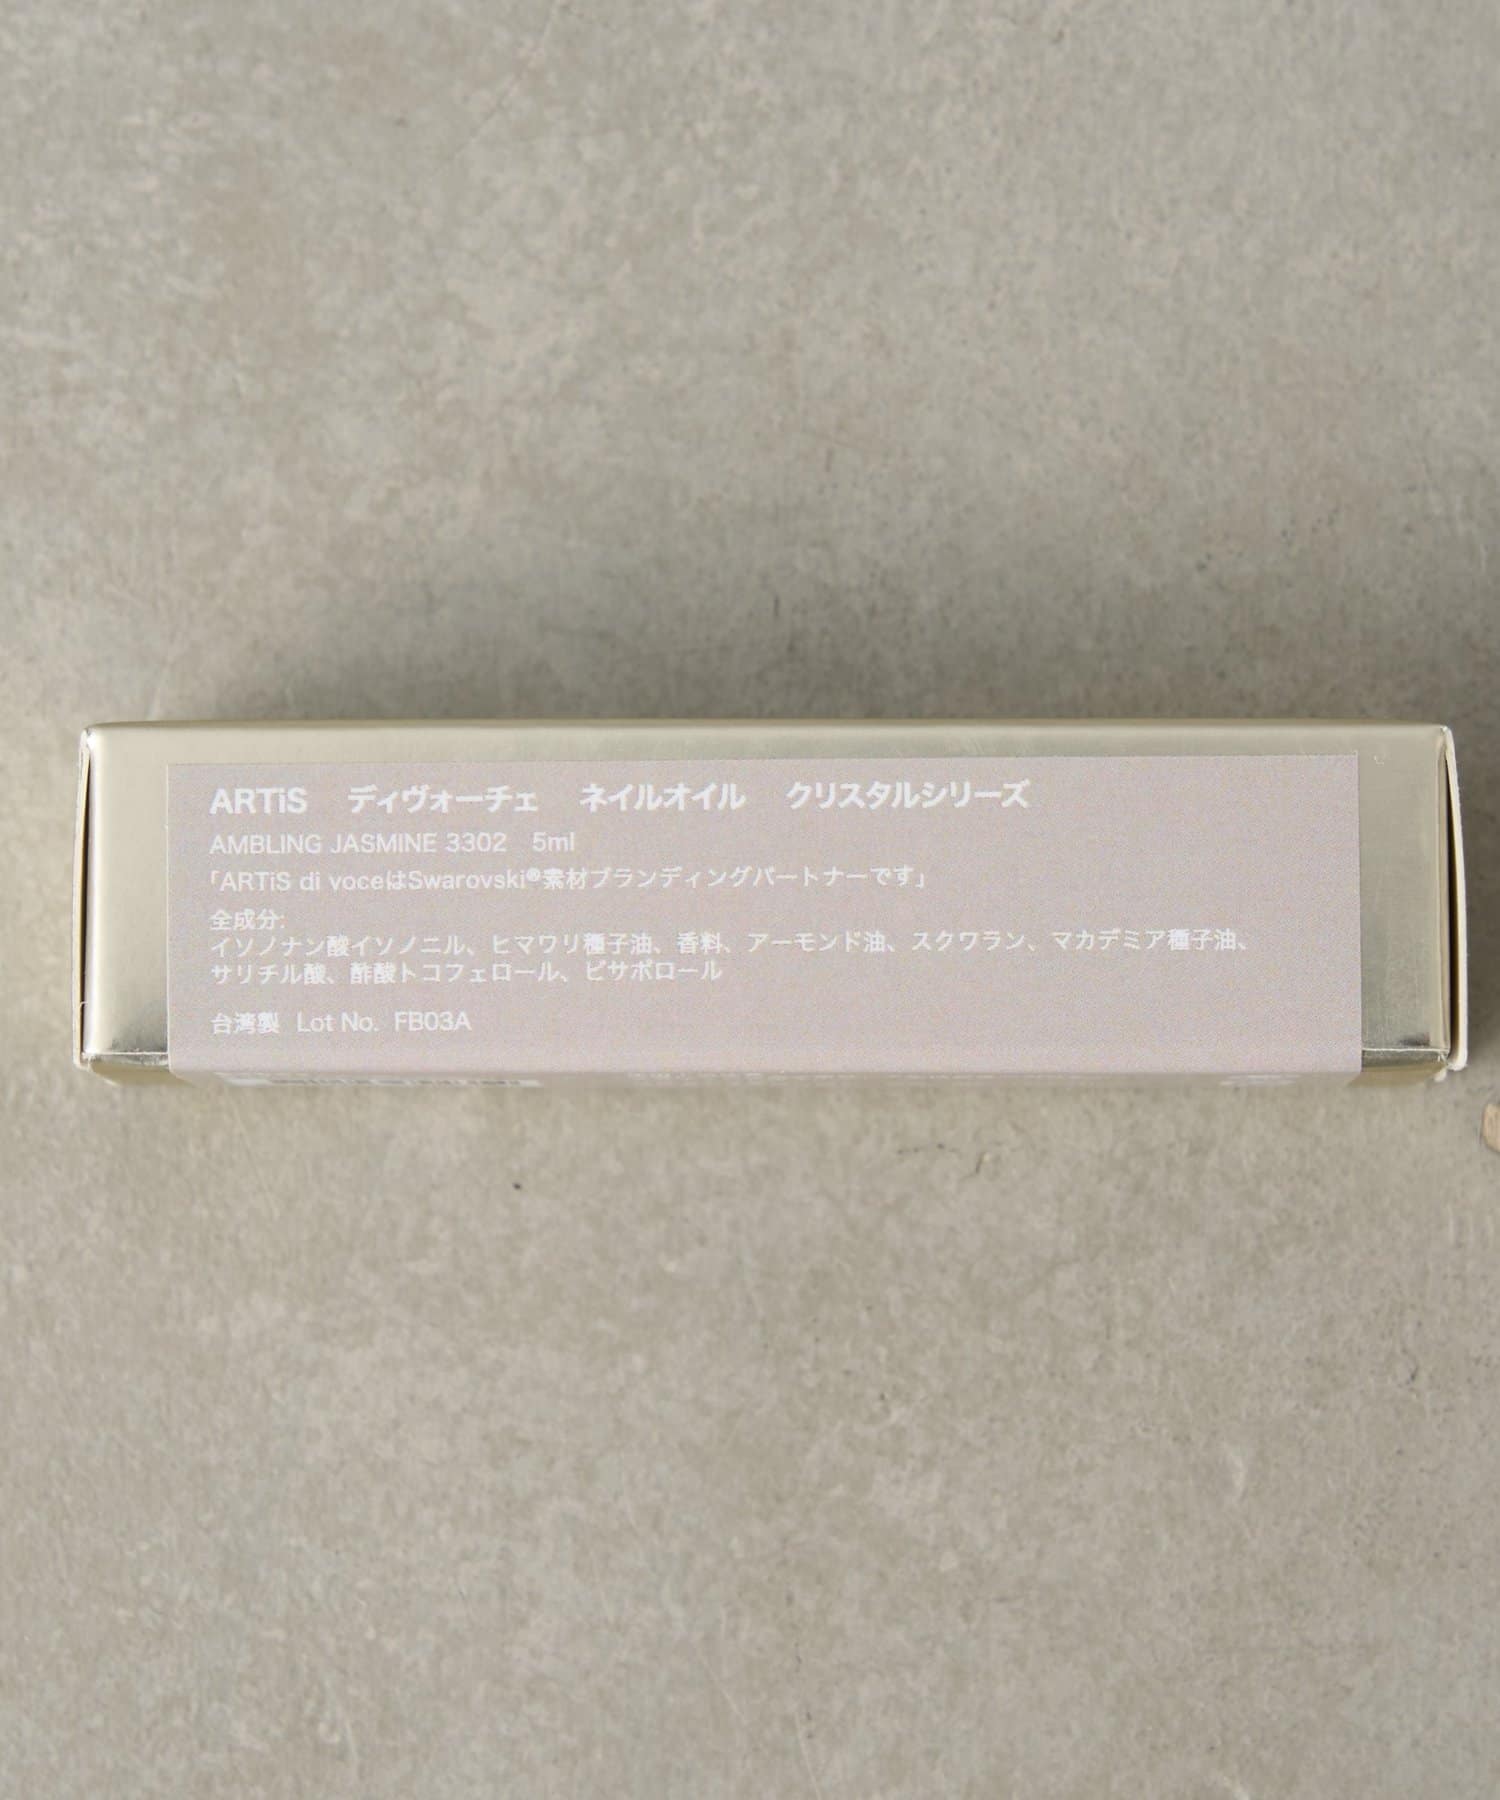 ARTiS ディヴォーチェ ネイルオイル クリスタルシリーズ
AMBLING JASMINE 3302 5ml
「ARTiS di voceはSwarovski®素材ブランディングパートナーです」
全成分:
イソノナン酸イソノニル、ヒマワリ種子油、香料、アーモンド油、スクワラン、マカデミア種子油、
サリチル酸、酢酸トコフェロール、ビサボロール
台湾製 Lot No. FB03A